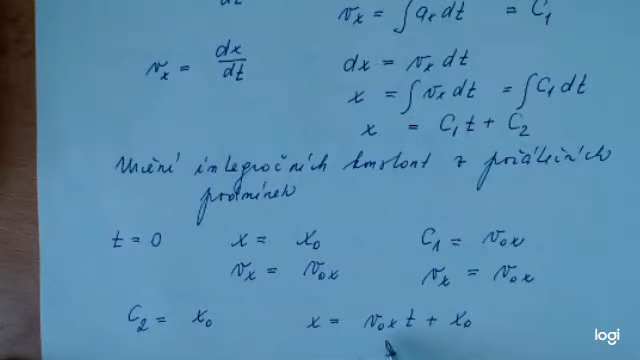 dt
v_x = ∫ a_x dt = C_1
v_x = dx/dt
dx = v_x dt
x = ∫ v_x dt = ∫ C_1 dt
x = C_1 t + C_2
Určení integračních konstant z počátečních
podmínek
t = 0 x = x_0 C_1 = v_0x
v_x = v_0x v_x = v_0x
C_2 = x_0 x = v_0x t + x_0
logi